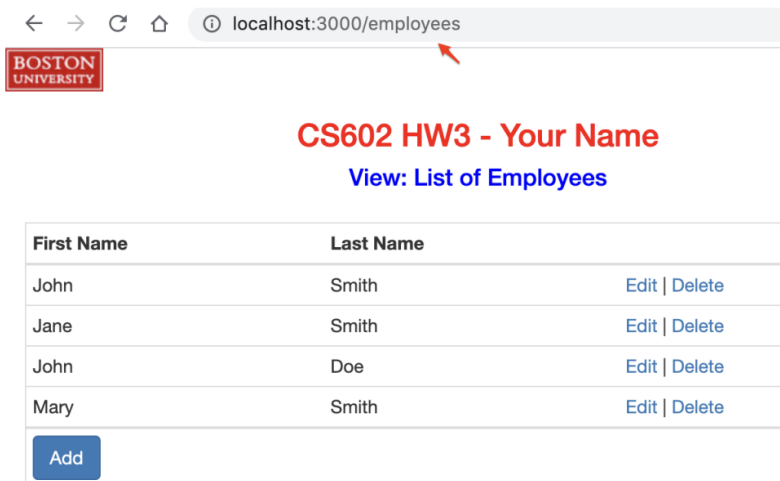 localhost:3000/employees
BOSTON
UNIVERSITY
CS602 HW3 - Your Name
View: List of Employees
First Name Last Name
John Smith Edit | Delete
Jane Smith Edit | Delete
John Doe Edit | Delete
Mary Smith Edit | Delete
Add